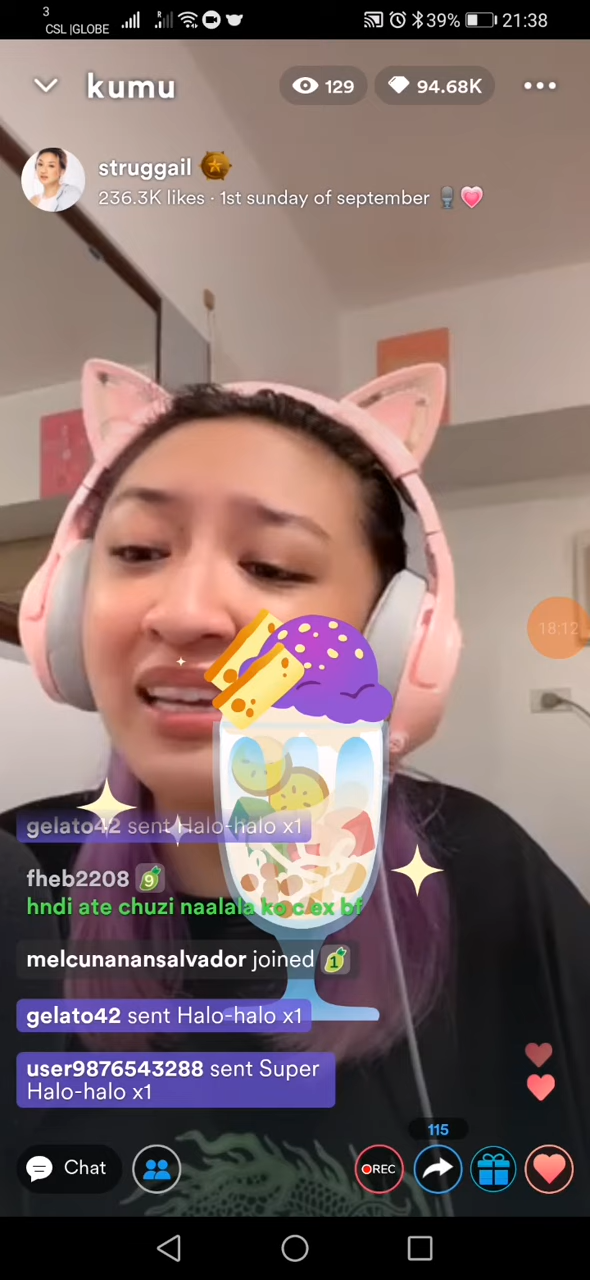 3
CSL |GLOBE
R
39%
21:38
kumu
129
94.68K
struggail
236.3K likes · 1st sunday of september
18:12
gelato42 sent Halo-halo x1
fheb2208 9
hndi ate chuzi naalala ko c ex bf
melcunanansalvador joined 1
gelato42 sent Halo-halo x1
user9876543288 sent Super
Halo-halo x1
115
Chat
REC